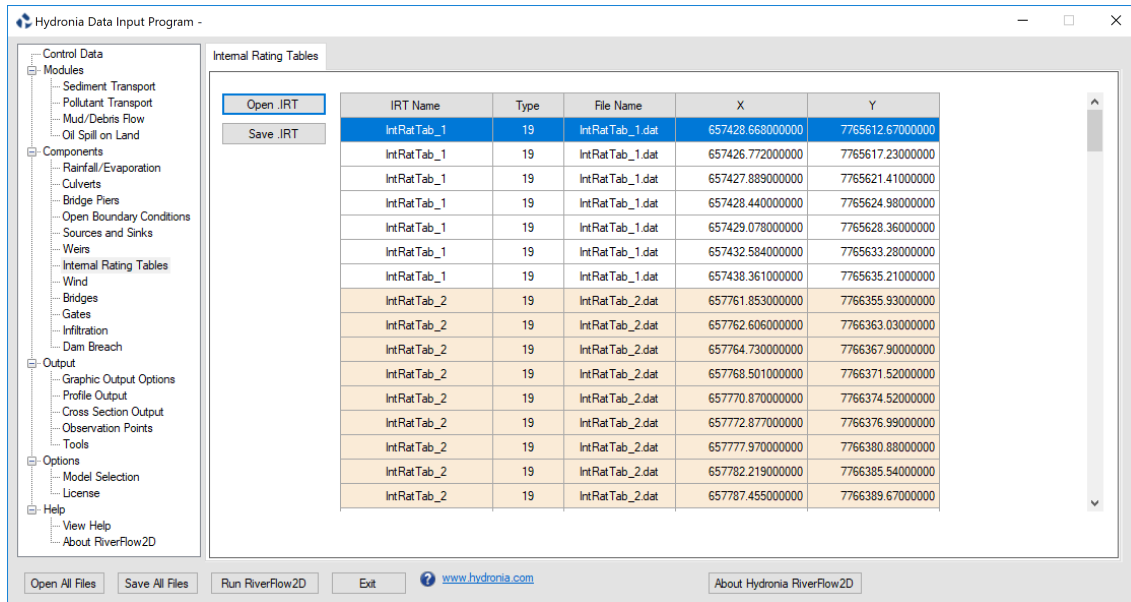 Hydronia Data Input Program -
Control Data
Modules
Sediment Transport
Pollutant Transport
Mud/Debris Flow
Oil Spill on Land
Components
Rainfall/Evaporation
Culverts
Bridge Piers
Open Boundary Conditions
Sources and Sinks
Weirs
Internal Rating Tables
Wind
Bridges
Gates
Infiltration
Dam Breach
Output
Graphic Output Options
Profile Output
Cross Section Output
Observation Points
Tools
Options
Model Selection
License
Help
View Help
About RiverFlow2D
Internal Rating Tables
Open .IRT
Save .IRT
IRT Name Type File Name X Y
IntRatTab_1 19 IntRatTab_1.dat 657428.668000000 7765612.67000000
IntRatTab_1 19 IntRatTab_1.dat 657426.772000000 7765617.23000000
IntRatTab_1 19 IntRatTab_1.dat 657427.889000000 7765621.41000000
IntRatTab_1 19 IntRatTab_1.dat 657428.440000000 7765624.98000000
IntRatTab_1 19 IntRatTab_1.dat 657429.078000000 7765628.36000000
IntRatTab_1 19 IntRatTab_1.dat 657432.584000000 7765633.28000000
IntRatTab_1 19 IntRatTab_1.dat 657438.361000000 7765635.21000000
IntRatTab_2 19 IntRatTab_2.dat 657761.853000000 7766355.93000000
IntRatTab_2 19 IntRatTab_2.dat 657762.606000000 7766363.03000000
IntRatTab_2 19 IntRatTab_2.dat 657764.730000000 7766367.90000000
IntRatTab_2 19 IntRatTab_2.dat 657768.501000000 7766371.52000000
IntRatTab_2 19 IntRatTab_2.dat 657770.870000000 7766374.52000000
IntRatTab_2 19 IntRatTab_2.dat 657772.877000000 7766376.99000000
IntRatTab_2 19 IntRatTab_2.dat 657777.970000000 7766380.88000000
IntRatTab_2 19 IntRatTab_2.dat 657782.219000000 7766385.54000000
IntRatTab_2 19 IntRatTab_2.dat 657787.455000000 7766389.67000000
Open All Files Save All Files Run RiverFlow2D Exit www.hydronia.com About Hydronia RiverFlow2D